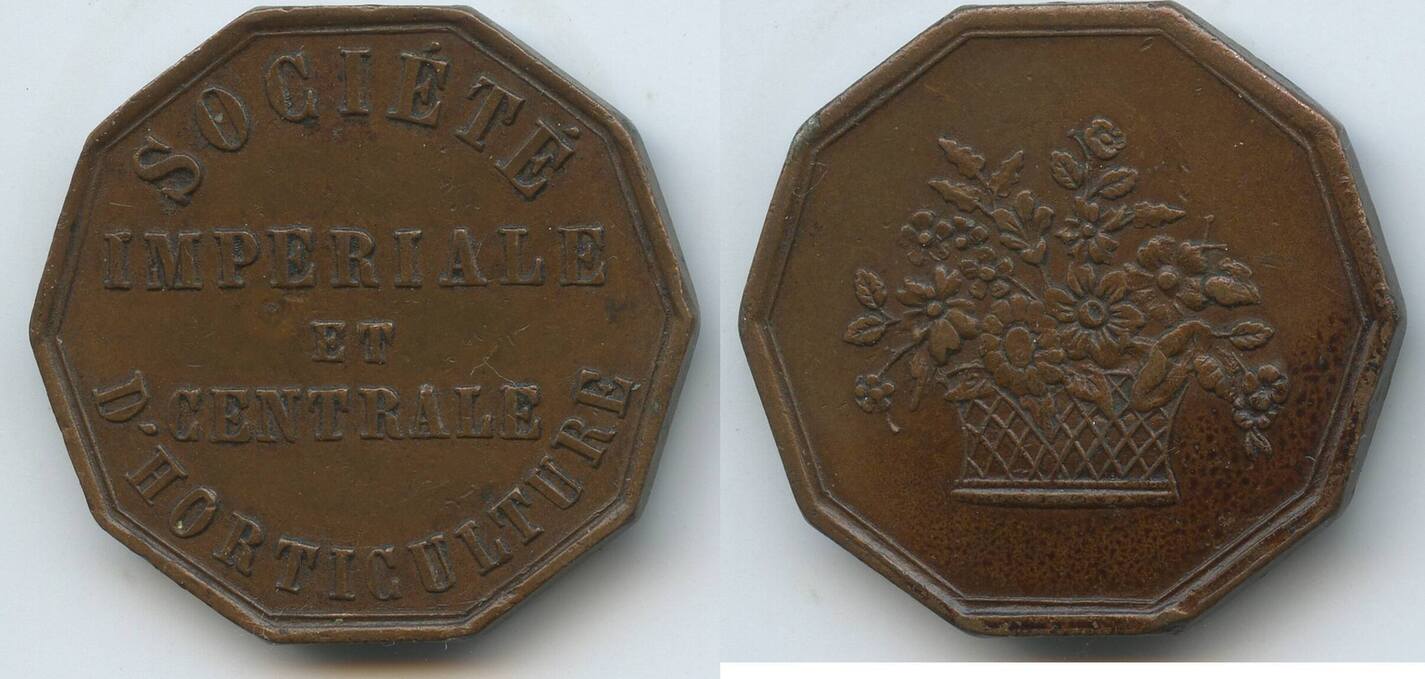 SOCIÉTÉ
IMPERIALE
ET
CENTRALE
D'HORTICULTURE